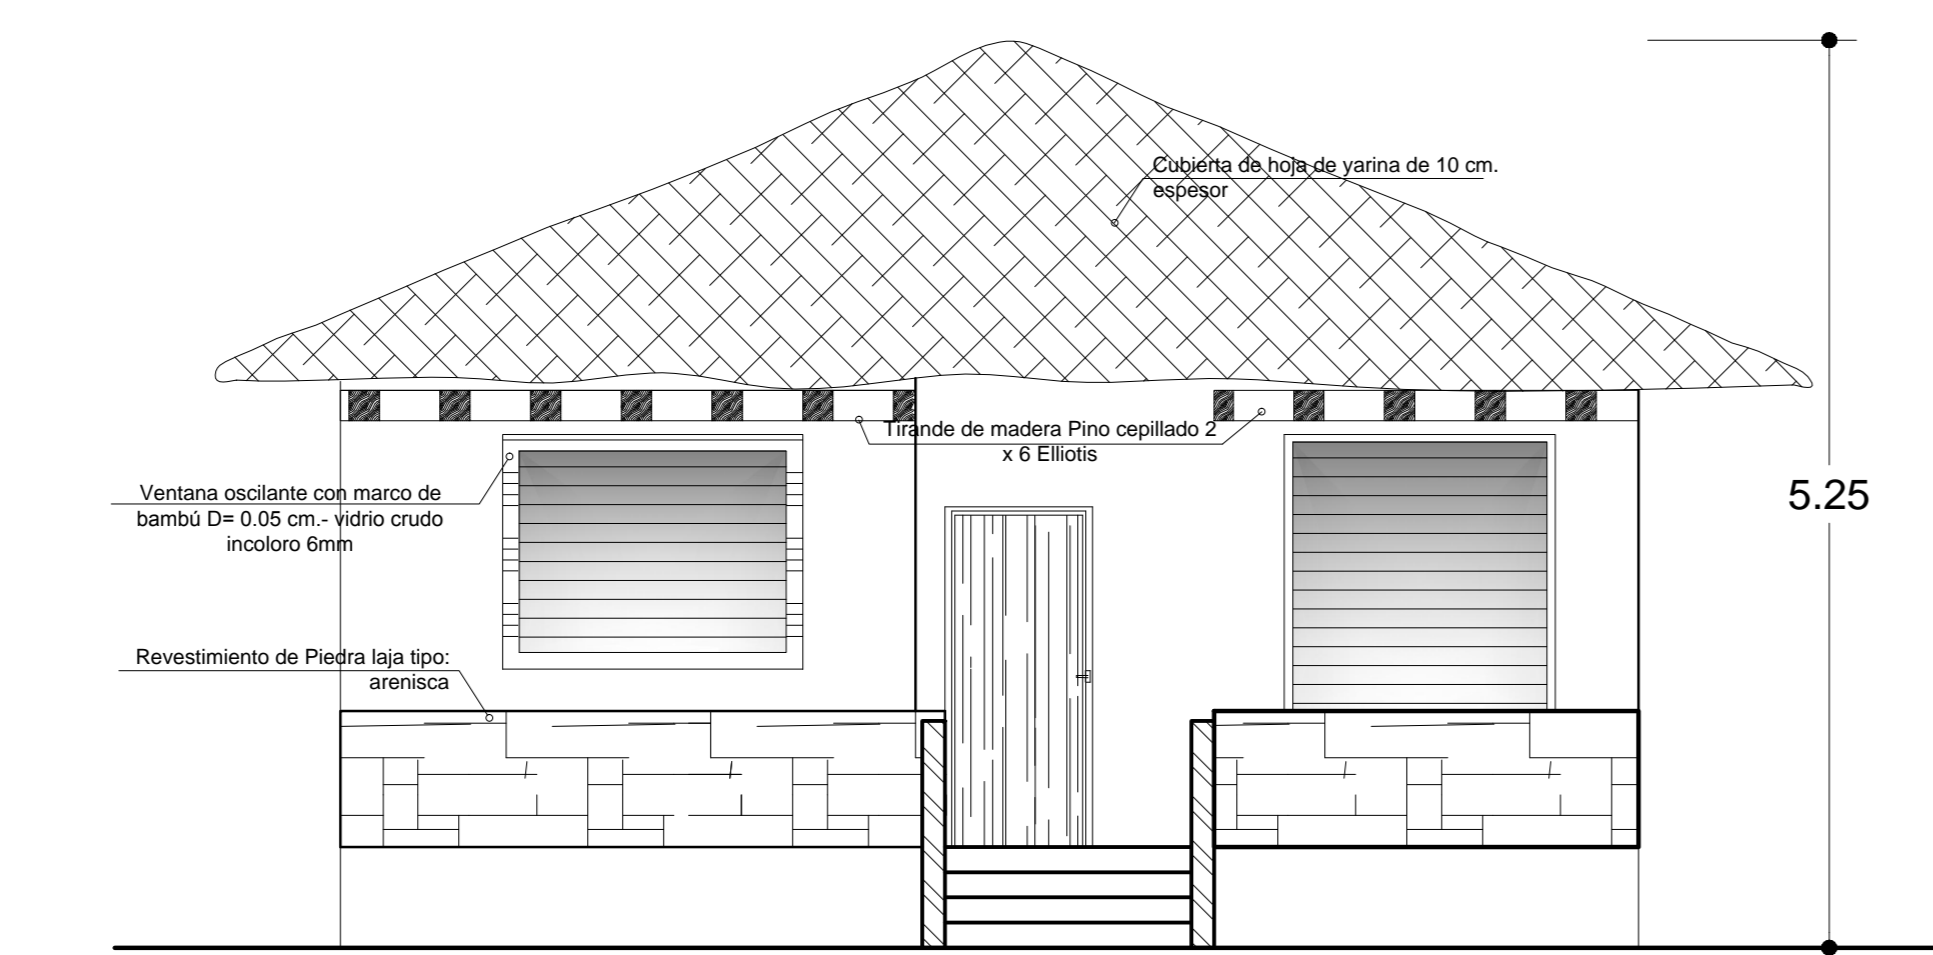 Cubierta de hoja de yarina de 10 cm.
espesor
Tirande de madera Pino cepillado 2
x 6 Elliotis
Ventana oscilante con marco de
bambú D= 0.05 cm.- vidrio crudo
incoloro 6mm
5.25
Revestimiento de Piedra laja tipo:
arenisca